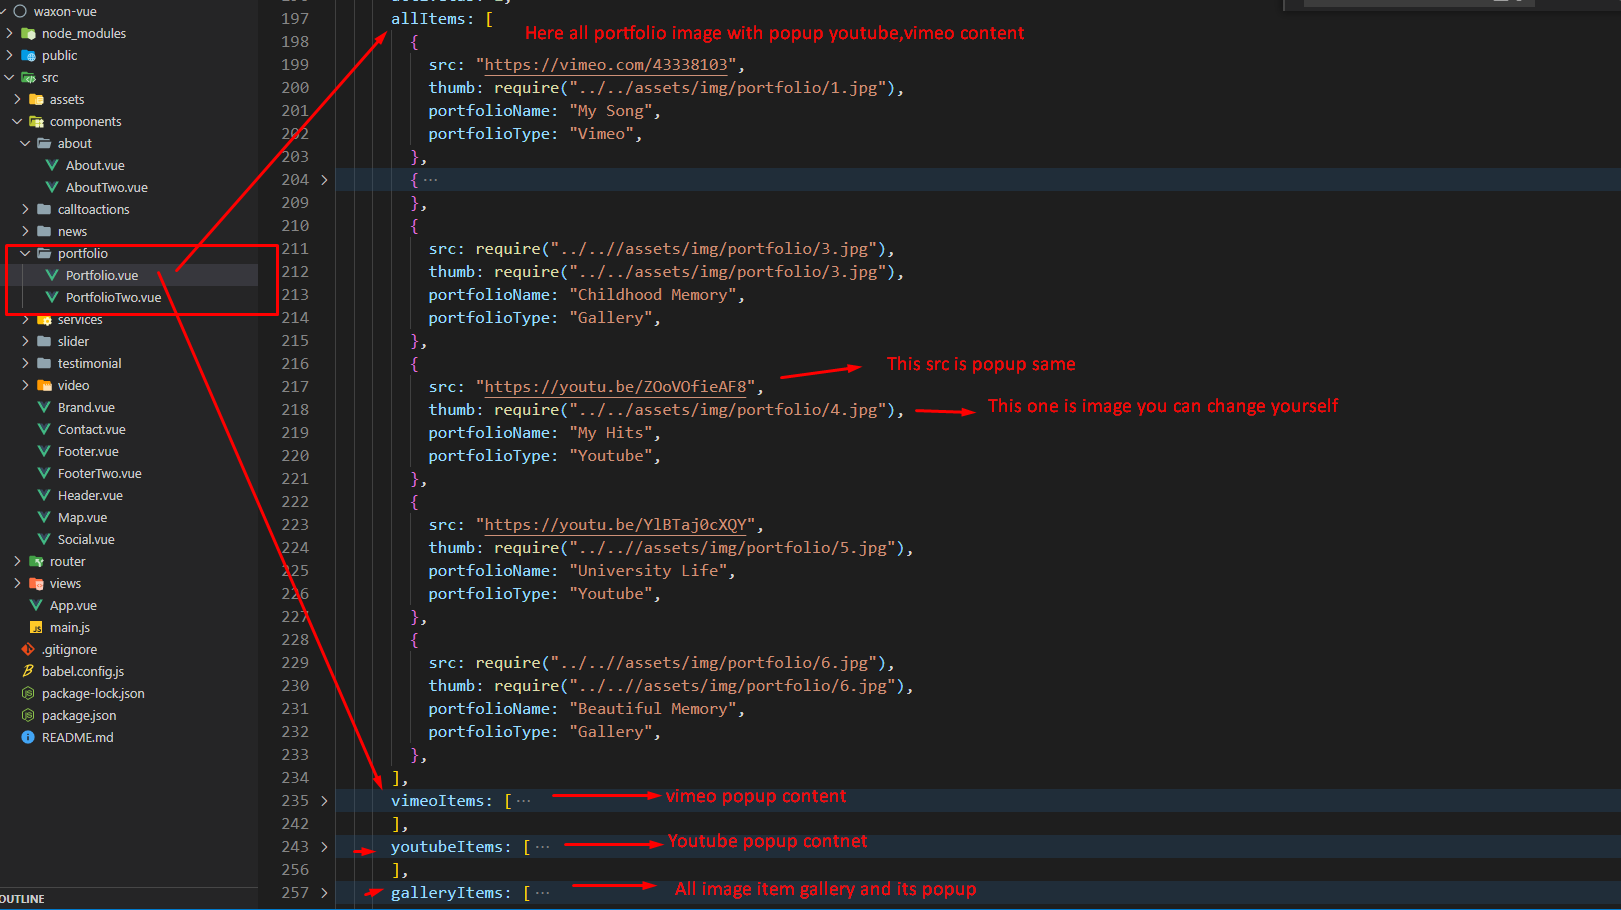 waxon-vue
node_modules
public
src
assets
components
about
About.vue
AboutTwo.vue
calltoactions
news
portfolio
Portfolio.vue
PortfolioTwo.vue
services
slider
testimonial
video
Brand.vue
Contact.vue
Footer.vue
FooterTwo.vue
Header.vue
Map.vue
Social.vue
router
views
App.vue
main.js
.gitignore
babel.config.js
package-lock.json
package.json
README.md
OUTLINE
197 allItems: [
Here all portfolio image with popup youtube,vimeo content
198 {
199 src: "https://vimeo.com/43338103",
200 thumb: require("../../assets/img/portfolio/1.jpg"),
201 portfolioName: "My Song",
202 portfolioType: "Vimeo",
203 },
204 { ...
209 },
210 {
211 src: require("../..//assets/img/portfolio/3.jpg"),
212 thumb: require("../../assets/img/portfolio/3.jpg"),
213 portfolioName: "Childhood Memory",
214 portfolioType: "Gallery",
215 },
216 {
This src is popup same
217 src: "https://youtu.be/ZOoVOfieAF8",
218 thumb: require("../../assets/img/portfolio/4.jpg"),
This one is image you can change yourself
219 portfolioName: "My Hits",
220 portfolioType: "Youtube",
221 },
222 {
223 src: "https://youtu.be/YlBTaj0cXQY",
224 thumb: require("../..//assets/img/portfolio/5.jpg"),
225 portfolioName: "University Life",
226 portfolioType: "Youtube",
227 },
228 {
229 src: require("../..//assets/img/portfolio/6.jpg"),
230 thumb: require("../..//assets/img/portfolio/6.jpg"),
231 portfolioName: "Beautiful Memory",
232 portfolioType: "Gallery",
233 },
234 ],
235 vimeoItems: [ ... vimeo popup content
242 ],
243 youtubeItems: [ ... Youtube popup contnet
256 ],
257 galleryItems: [ ... All image item gallery and its popup